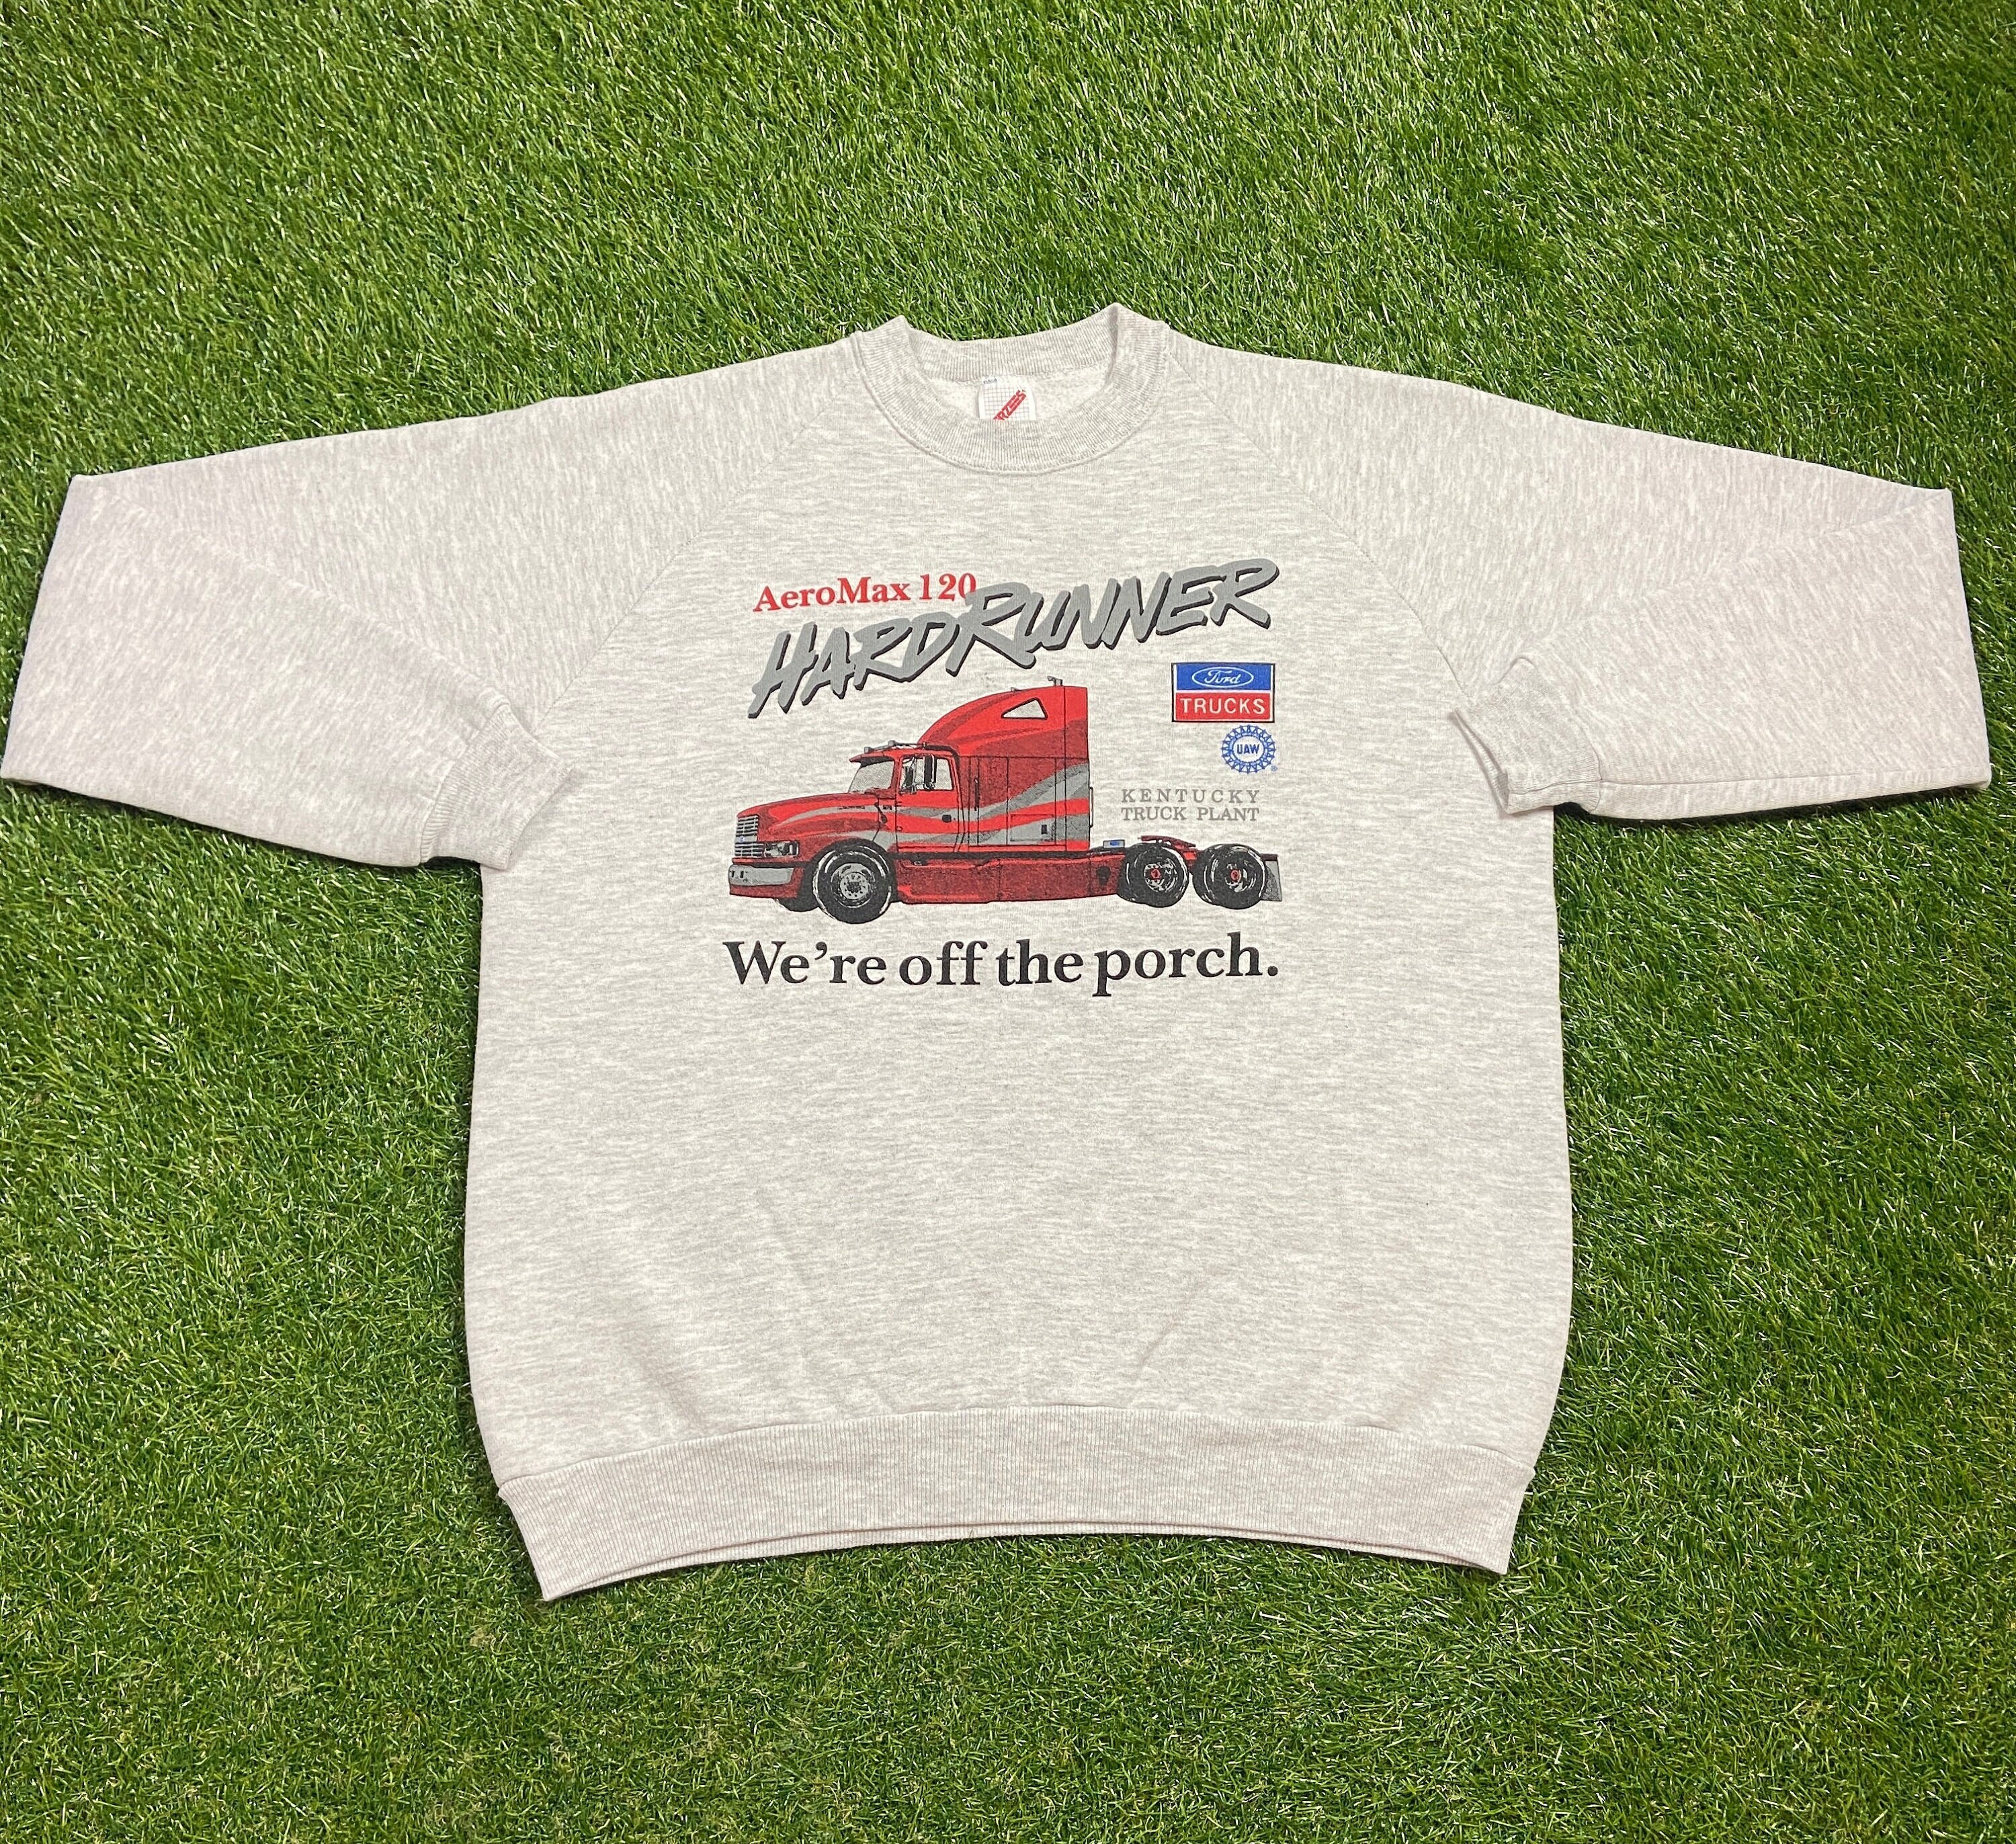 AeroMax 120
HARDRUNNER
Ford
TRUCKS
UAW
KENTUCKY
TRUCK PLANT
We're off the porch.